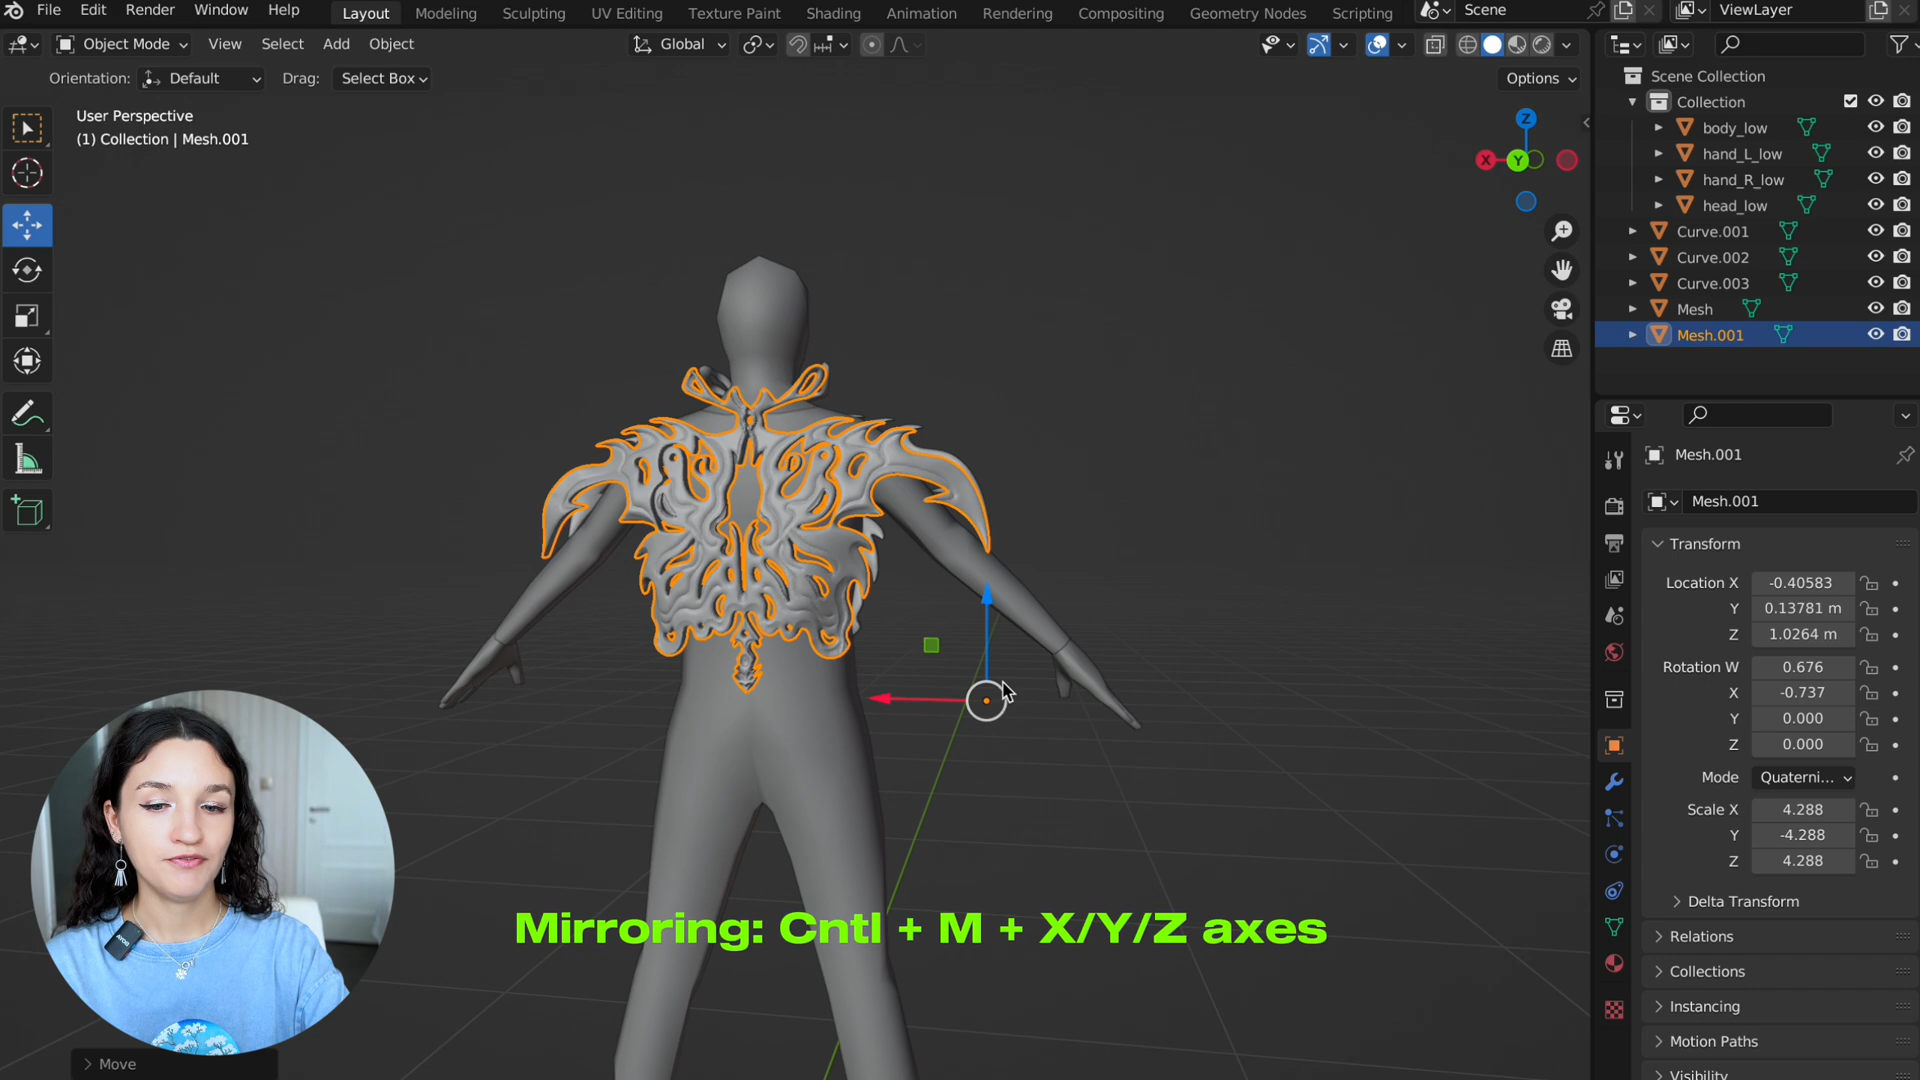 File Edit Render Window Help
Layout Modeling Sculpting UV Editing Texture Paint Shading Animation Rendering Compositing Geometry Nodes Scripting
Scene
ViewLayer
Object Mode View Select Add Object
Global
Orientation: Default Drag: Select Box
Options
User Perspective
(1) Collection | Mesh.001
Z
X
Y
Scene Collection
Collection
body_low
hand_L_low
hand_R_low
head_low
Curve.001
Curve.002
Curve.003
Mesh
Mesh.001
Mesh.001
Mesh.001
Transform
Location X -0.40583
Y 0.13781 m
Z 1.0264 m
Rotation W 0.676
X -0.737
Y 0.000
Z 0.000
Mode Quaterni...
Scale X 4.288
Y -4.288
Z 4.288
Delta Transform
Relations
Collections
Instancing
Motion Paths
Visibility
Mirroring: Cntl + M + X/Y/Z axes
Move